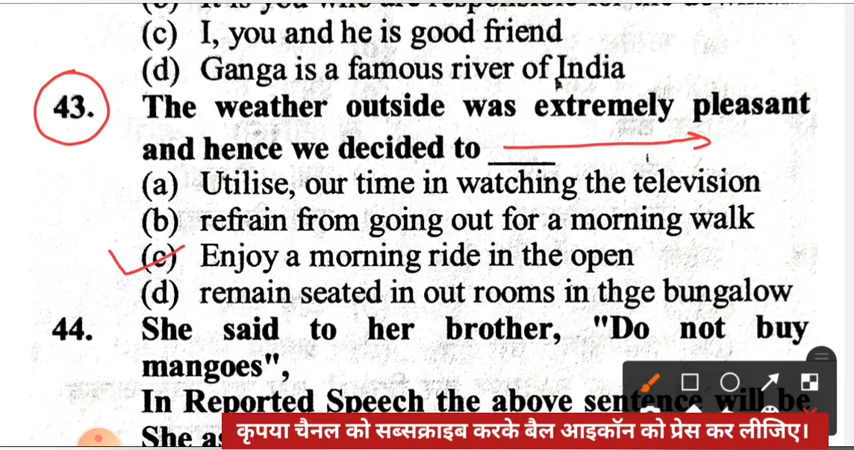 (c) I, you and he is good friend
(d) Ganga is a famous river of India
43. The weather outside was extremely pleasant
and hence we decided to ____
(a) Utilise, our time in watching the television
(b) refrain from going out for a morning walk
(c) Enjoy a morning ride in the open
(d) remain seated in out rooms in thge bungalow
44. She said to her brother, "Do not buy
mangoes",
In Reported Speech the above sentence will be
She as
कृपया चैनल को सब्सक्राइब करके बैल आइकॉन को प्रेस कर लीजिए।